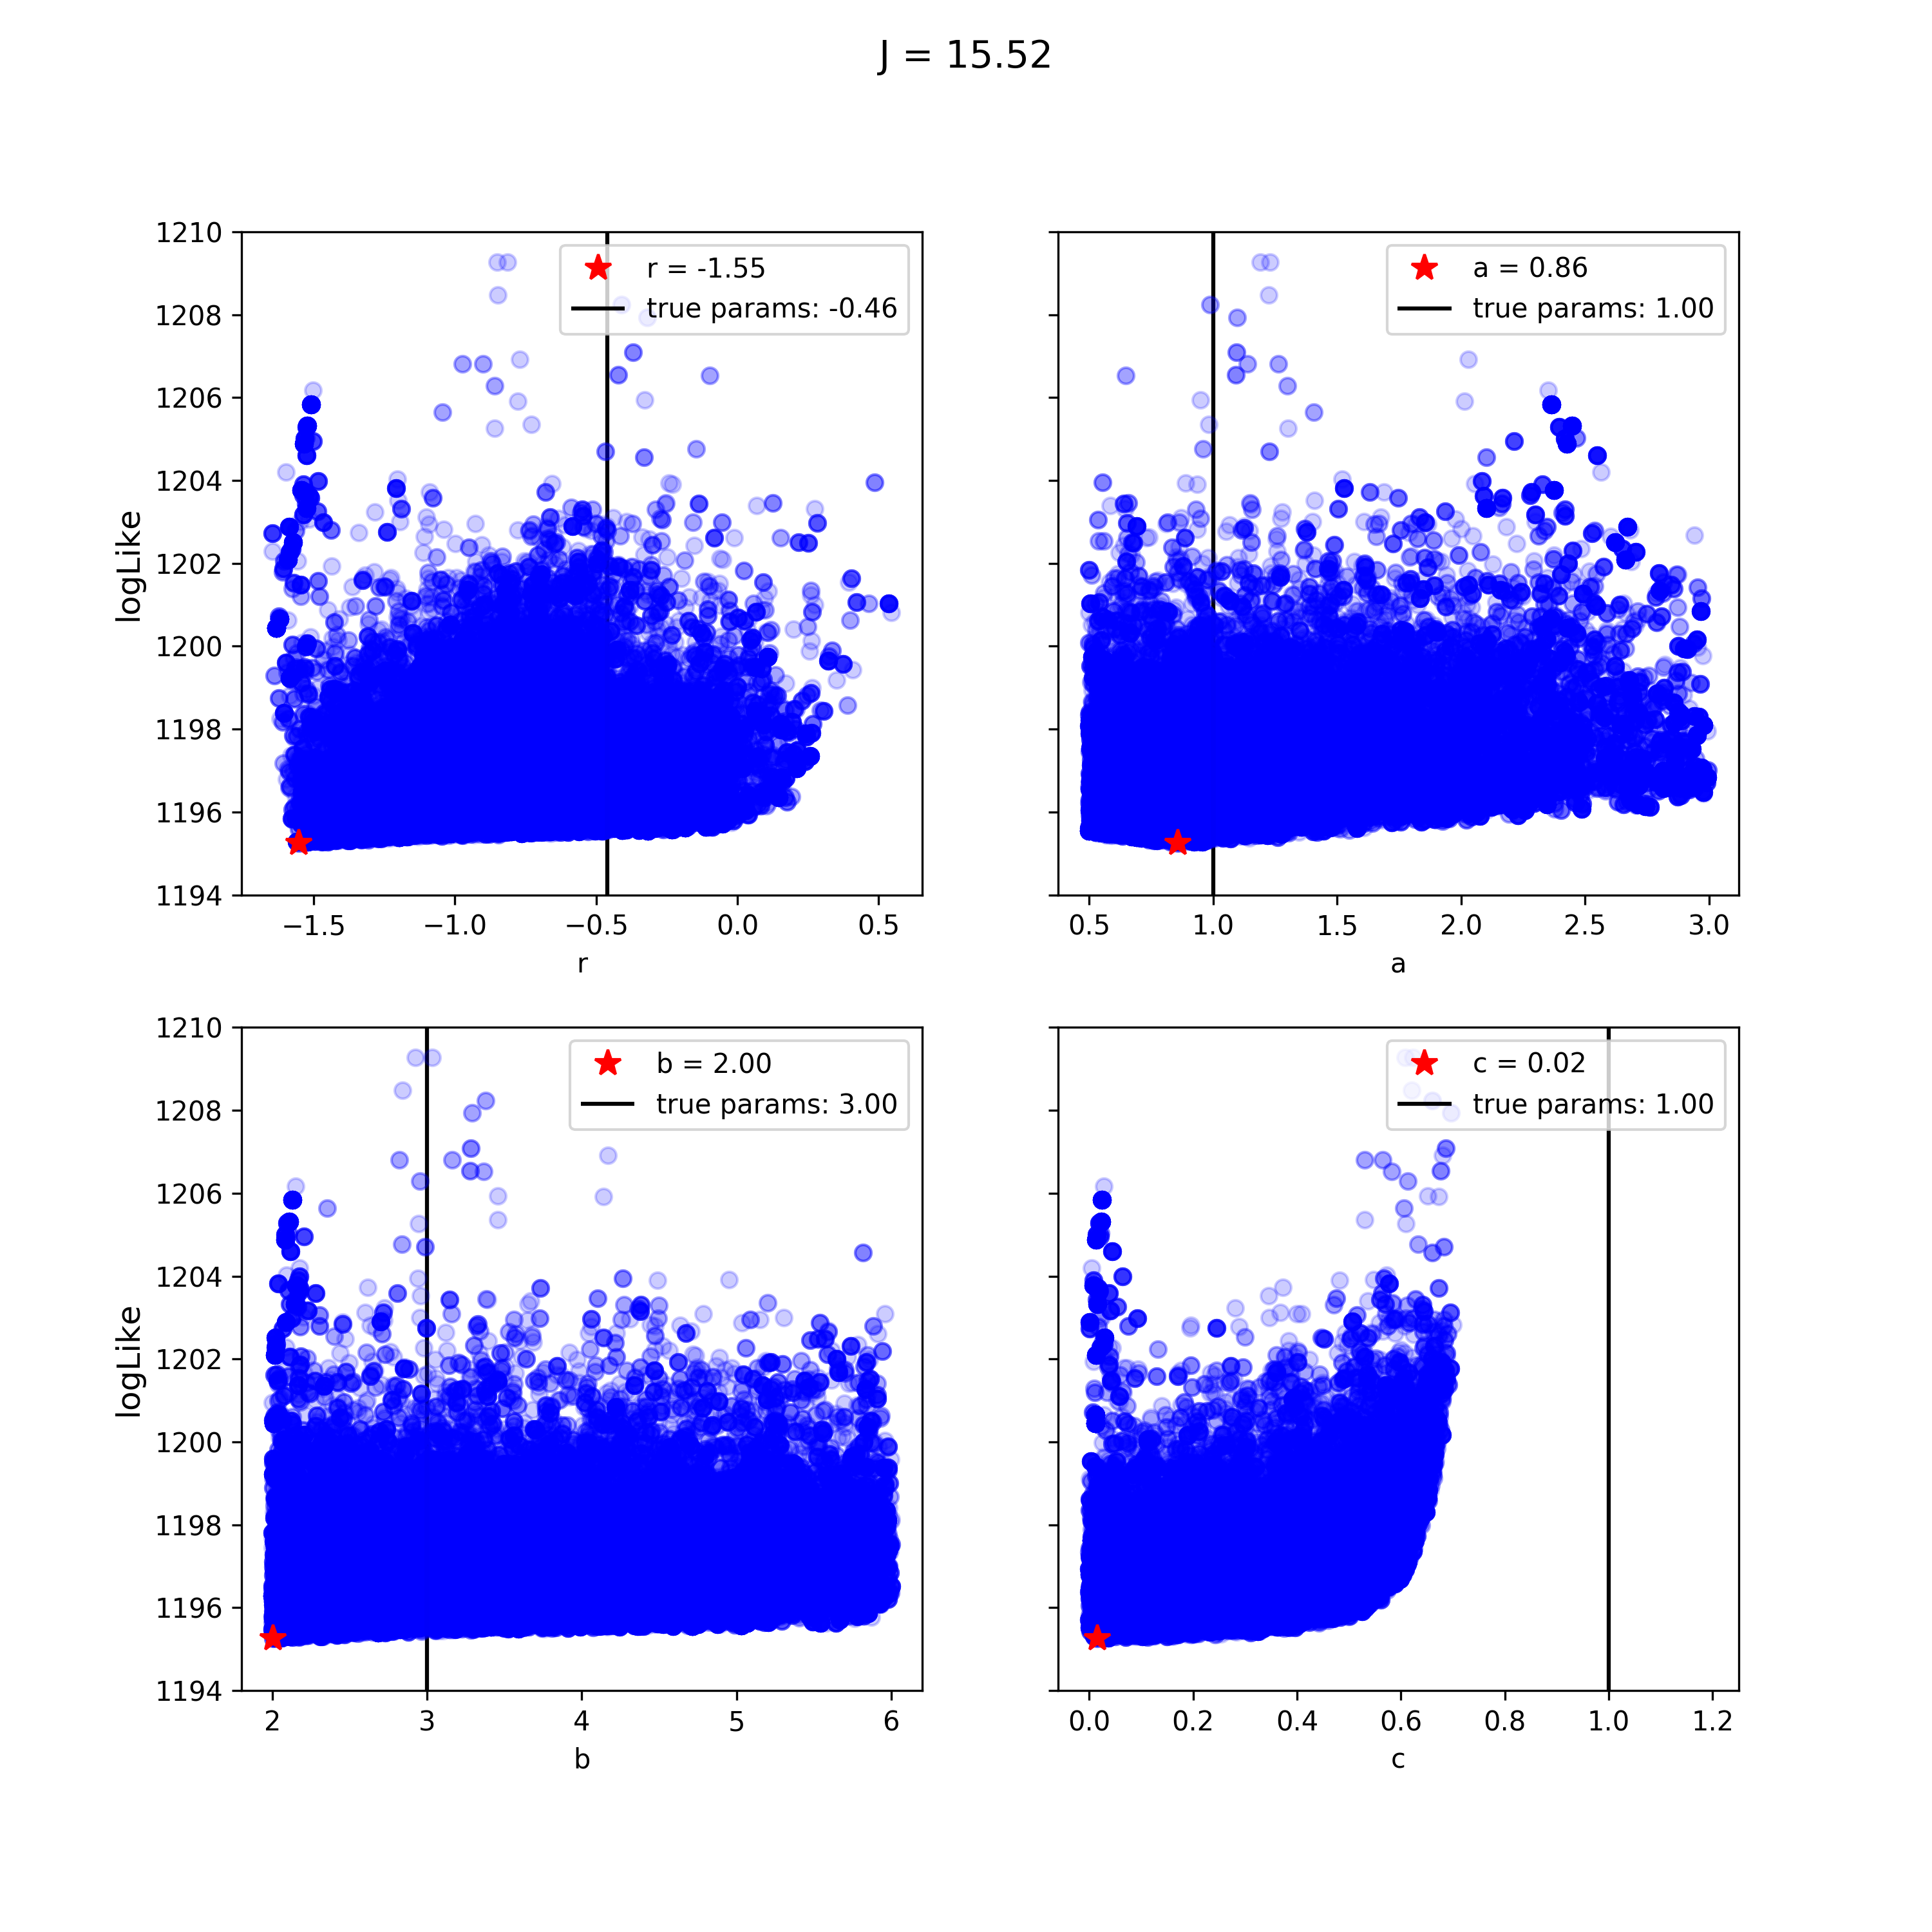 J = 15.52
1210
1208
1206
1204
1202
1200
1198
1196
1194
logLike
r = -1.55
true params: -0.46
−1.5 −1.0 −0.5 0.0 0.5
r
a = 0.86
true params: 1.00
0.5 1.0 1.5 2.0 2.5 3.0
a
1210
1208
1206
1204
1202
1200
1198
1196
1194
logLike
b = 2.00
true params: 3.00
2 3 4 5 6
b
c = 0.02
true params: 1.00
0.0 0.2 0.4 0.6 0.8 1.0 1.2
c